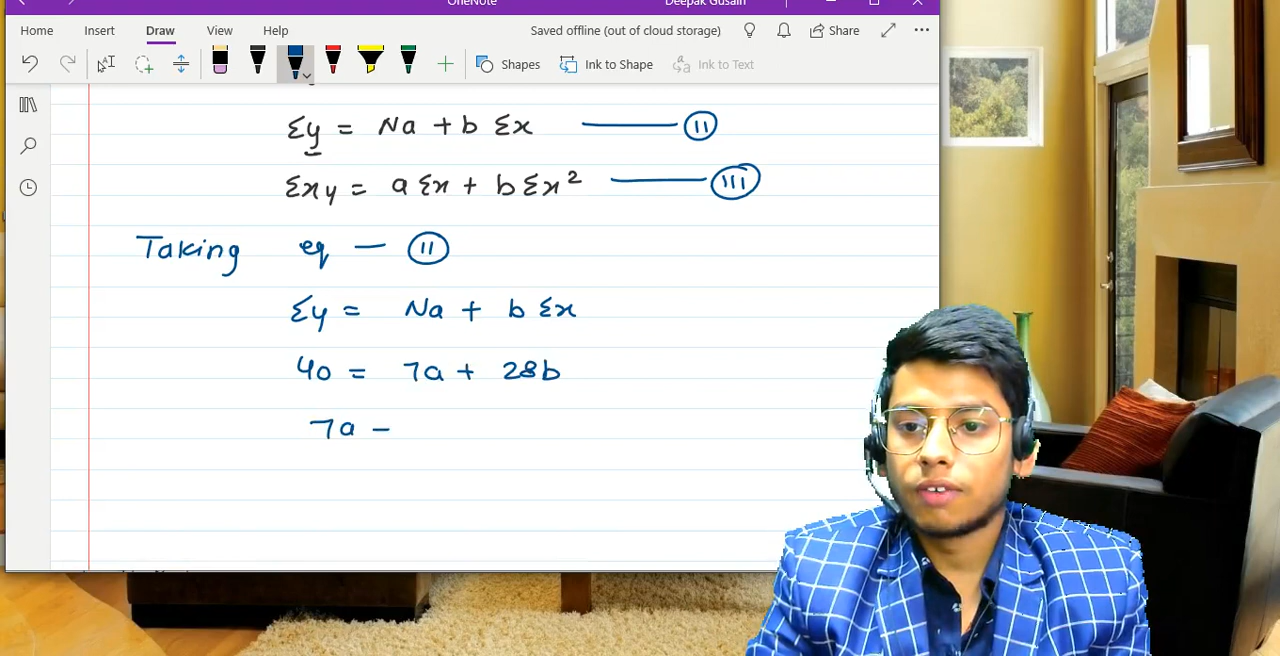 OneNote
Deepak Gusain
Home Insert Draw View Help
Saved offline (out of cloud storage)
Share
Shapes Ink to Shape Ink to Text
Σy = Na + b Σx —— (II)
Σxy = a Σx + b Σx² —— (III)
Taking eq — (II)
Σy = Na + b Σx
40 = 7a + 28b
7a –